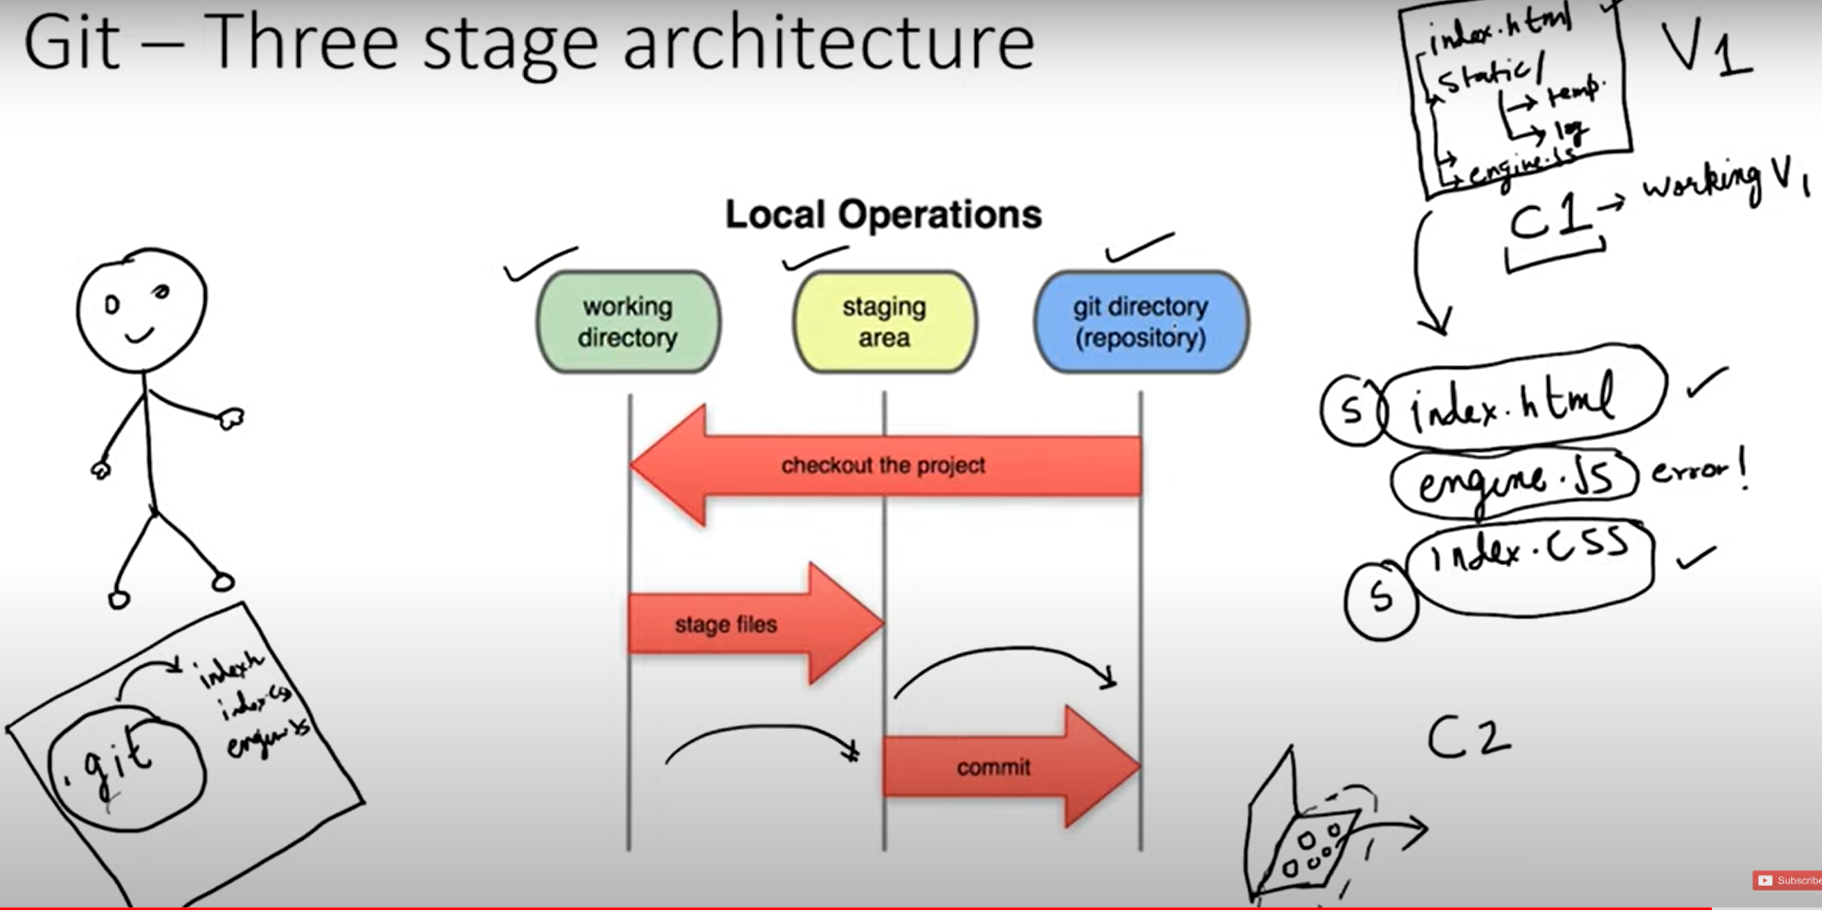 Git – Three stage architecture
index.html
static/
temp.
log
engine.js
V1
C1 → working V1
Local Operations
working
directory
staging
area
git directory
(repository)
checkout the project
stage files
commit
S index.html
engine.js error!
S index.css
C2
.git
indexh
index.cs
engine.js
Subscribe